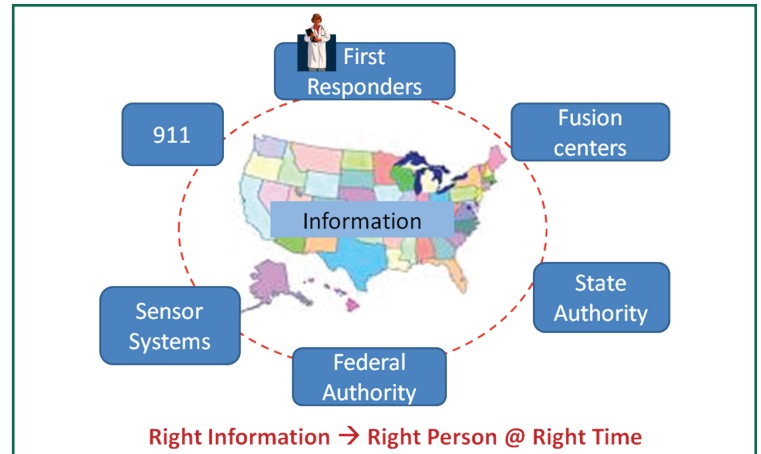 First
Responders
911
Fusion
centers
Information
State
Authority
Sensor
Systems
Federal
Authority
Right Information → Right Person @ Right Time